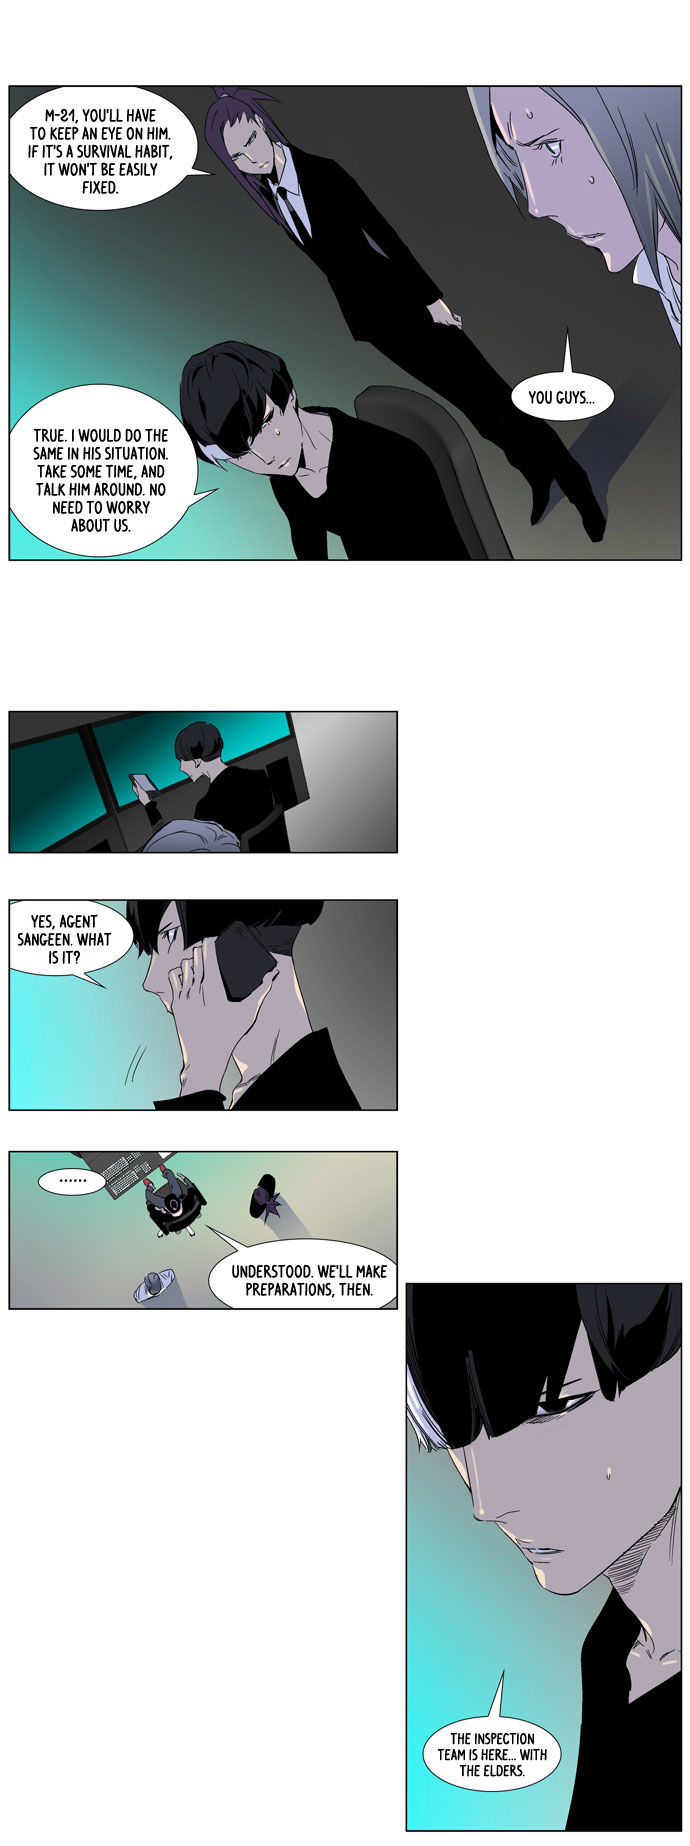 M-21, YOU'LL HAVE
TO KEEP AN EYE ON HIM.
IF IT'S A SURVIVAL HABIT,
IT WON'T BE EASILY
FIXED.
YOU GUYS...
TRUE. I WOULD DO THE
SAME IN HIS SITUATION.
TAKE SOME TIME, AND
TALK HIM AROUND. NO
NEED TO WORRY
ABOUT US.
YES, AGENT
SANGEEN. WHAT
IS IT?
......
UNDERSTOOD. WE'LL MAKE
PREPARATIONS, THEN.
THE INSPECTION
TEAM IS HERE... WITH
THE ELDERS.